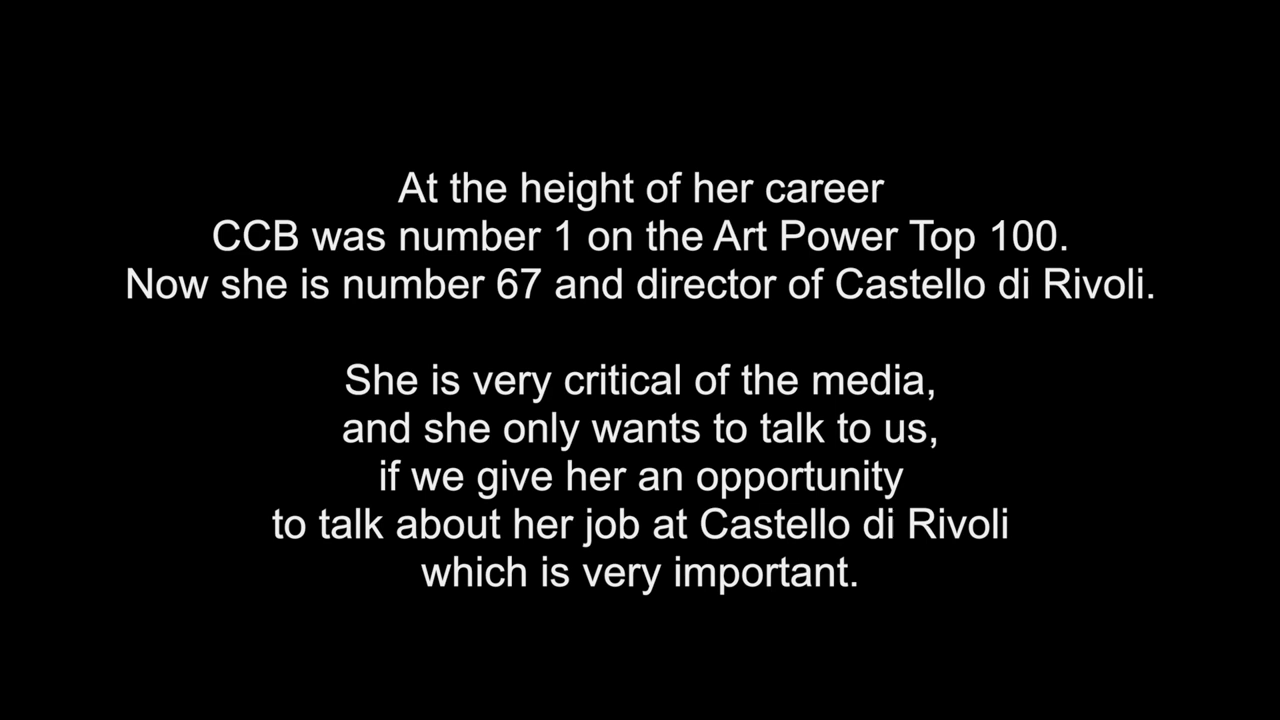 At the height of her career
CCB was number 1 on the Art Power Top 100.
Now she is number 67 and director of Castello di Rivoli.
She is very critical of the media,
and she only wants to talk to us,
if we give her an opportunity
to talk about her job at Castello di Rivoli
which is very important.